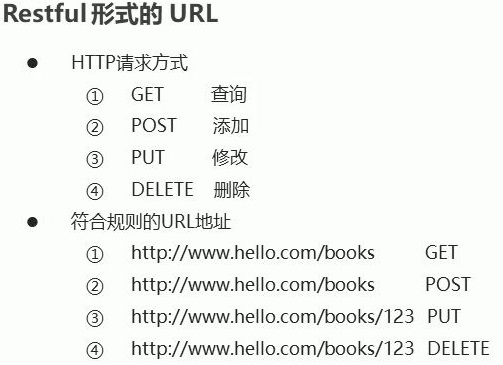 Restful 形式的 URL
● HTTP请求方式
① GET 查询
② POST 添加
③ PUT 修改
④ DELETE 删除
● 符合规则的URL地址
① http://www.hello.com/books GET
② http://www.hello.com/books POST
③ http://www.hello.com/books/123 PUT
④ http://www.hello.com/books/123 DELETE